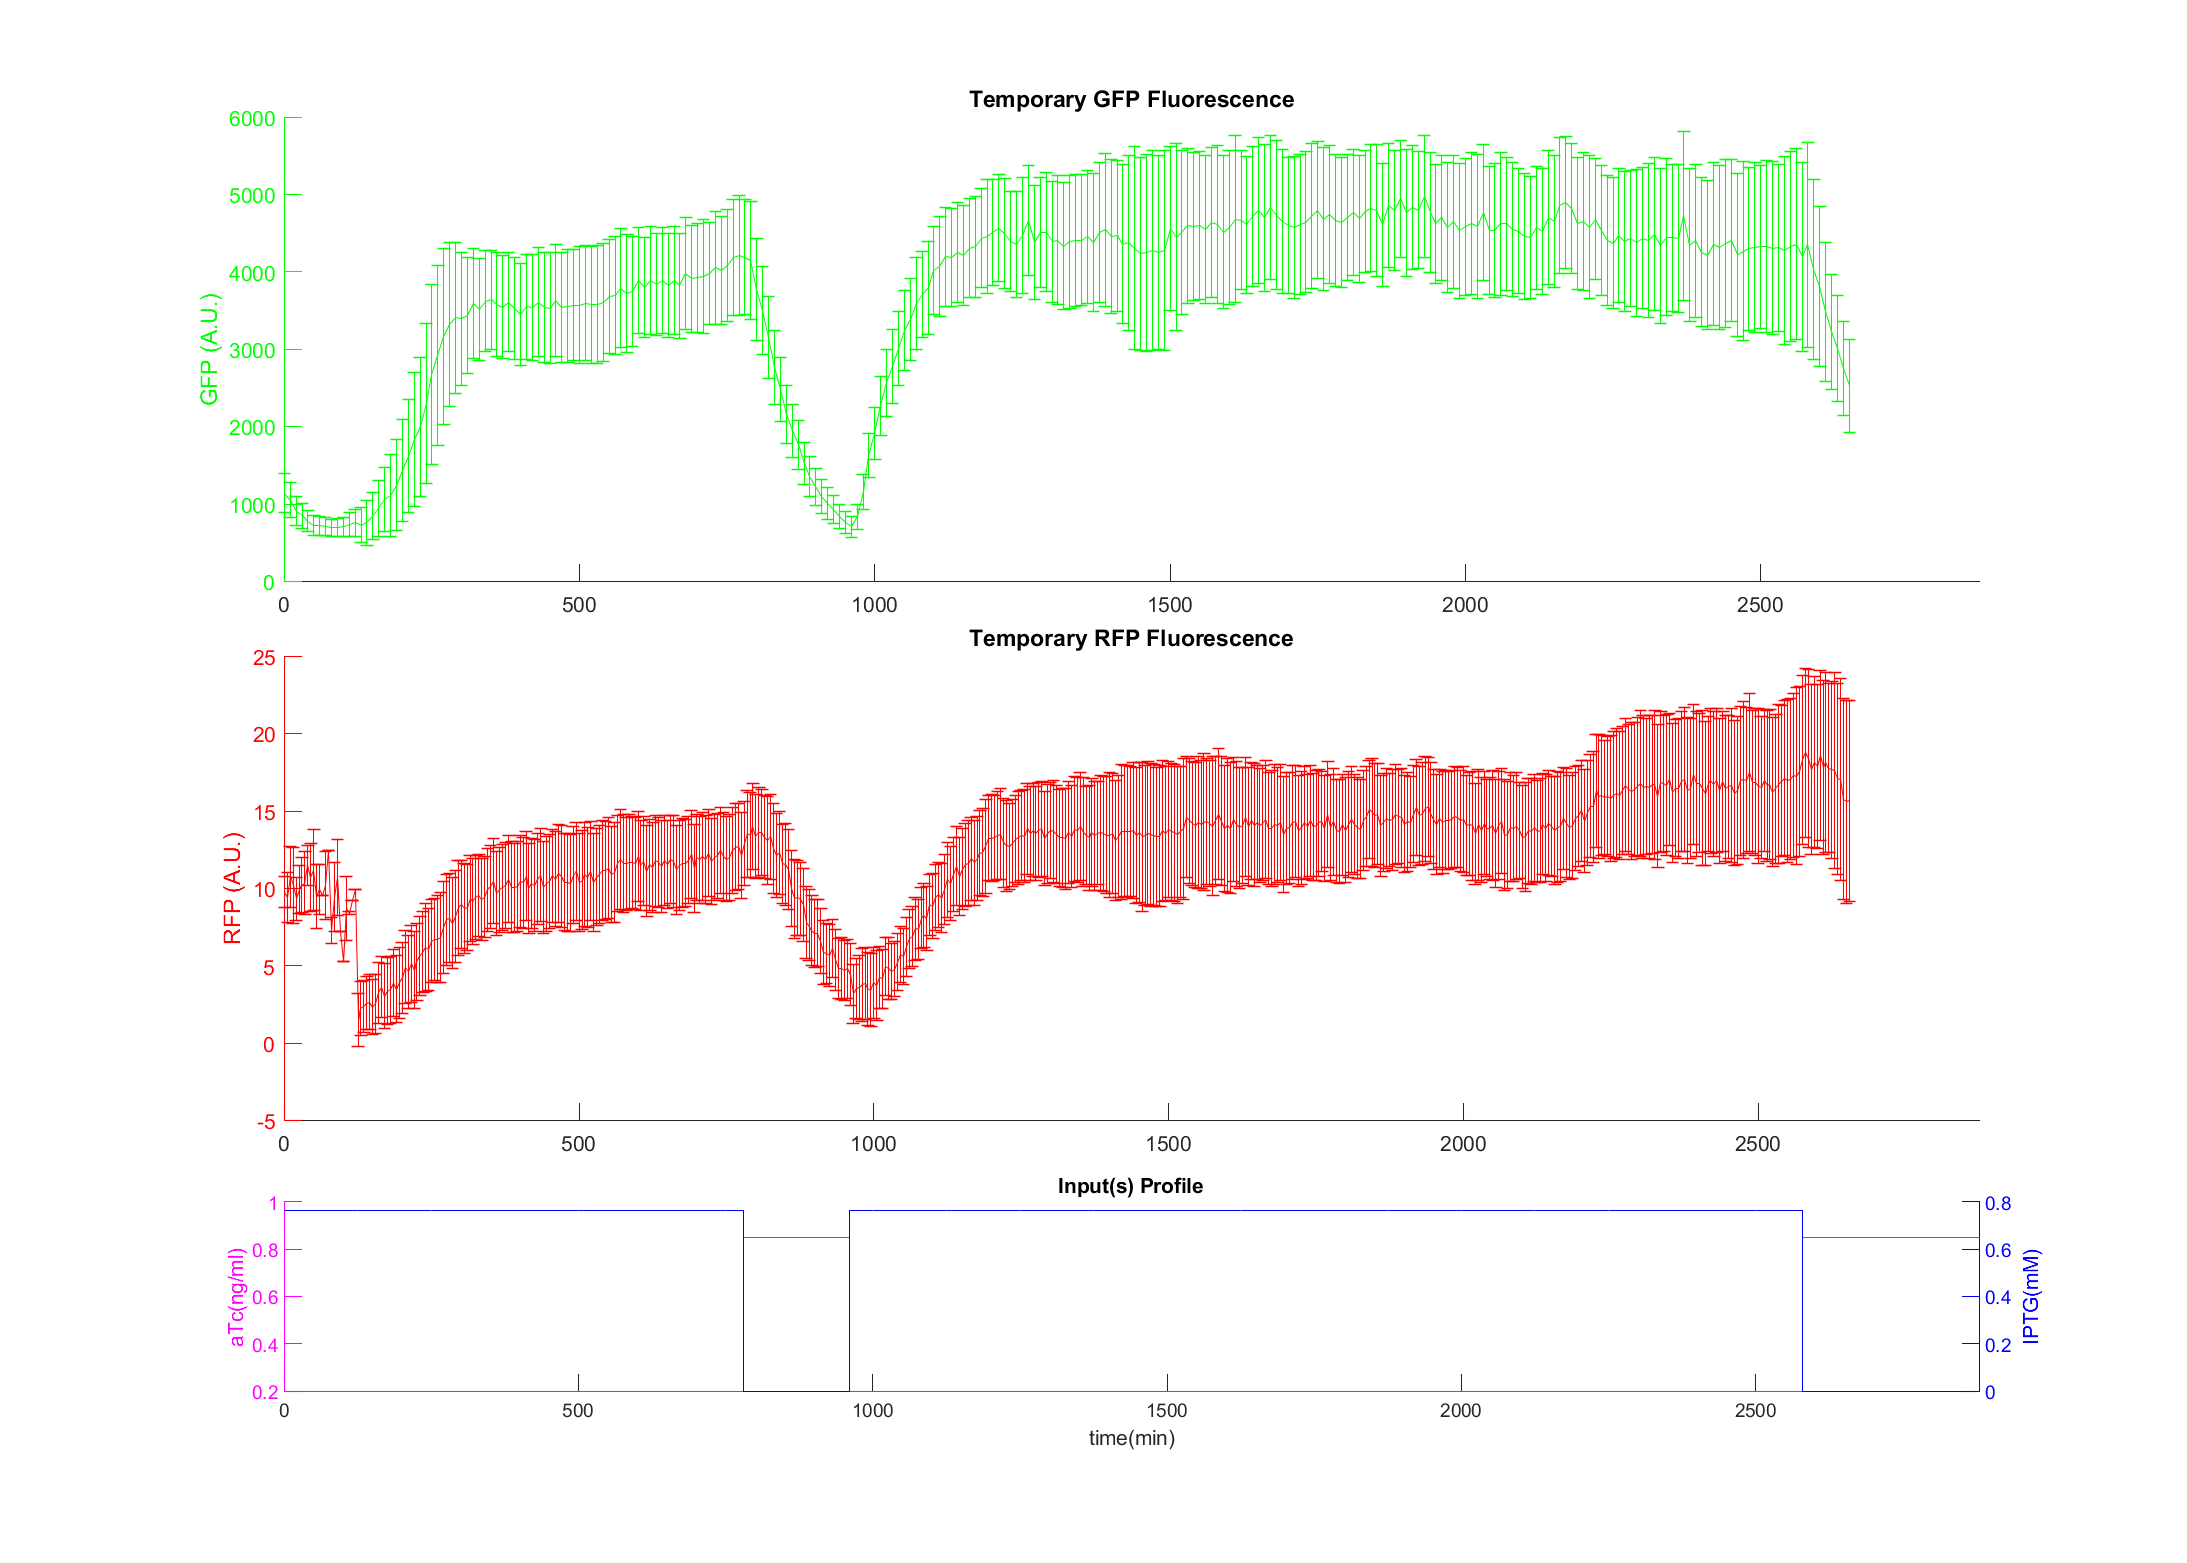 Temporary GFP Fluorescence
6000
5000
4000
3000
2000
1000
0
GFP (A.U.)
0 500 1000 1500 2000 2500
Temporary RFP Fluorescence
25
20
15
10
5
0
-5
RFP (A.U.)
0 500 1000 1500 2000 2500
Input(s) Profile
1
0.8
0.6
0.4
0.2
aTc(ng/ml)
0.8
0.6
0.4
0.2
0
IPTG(mM)
0 500 1000 1500 2000 2500
time(min)